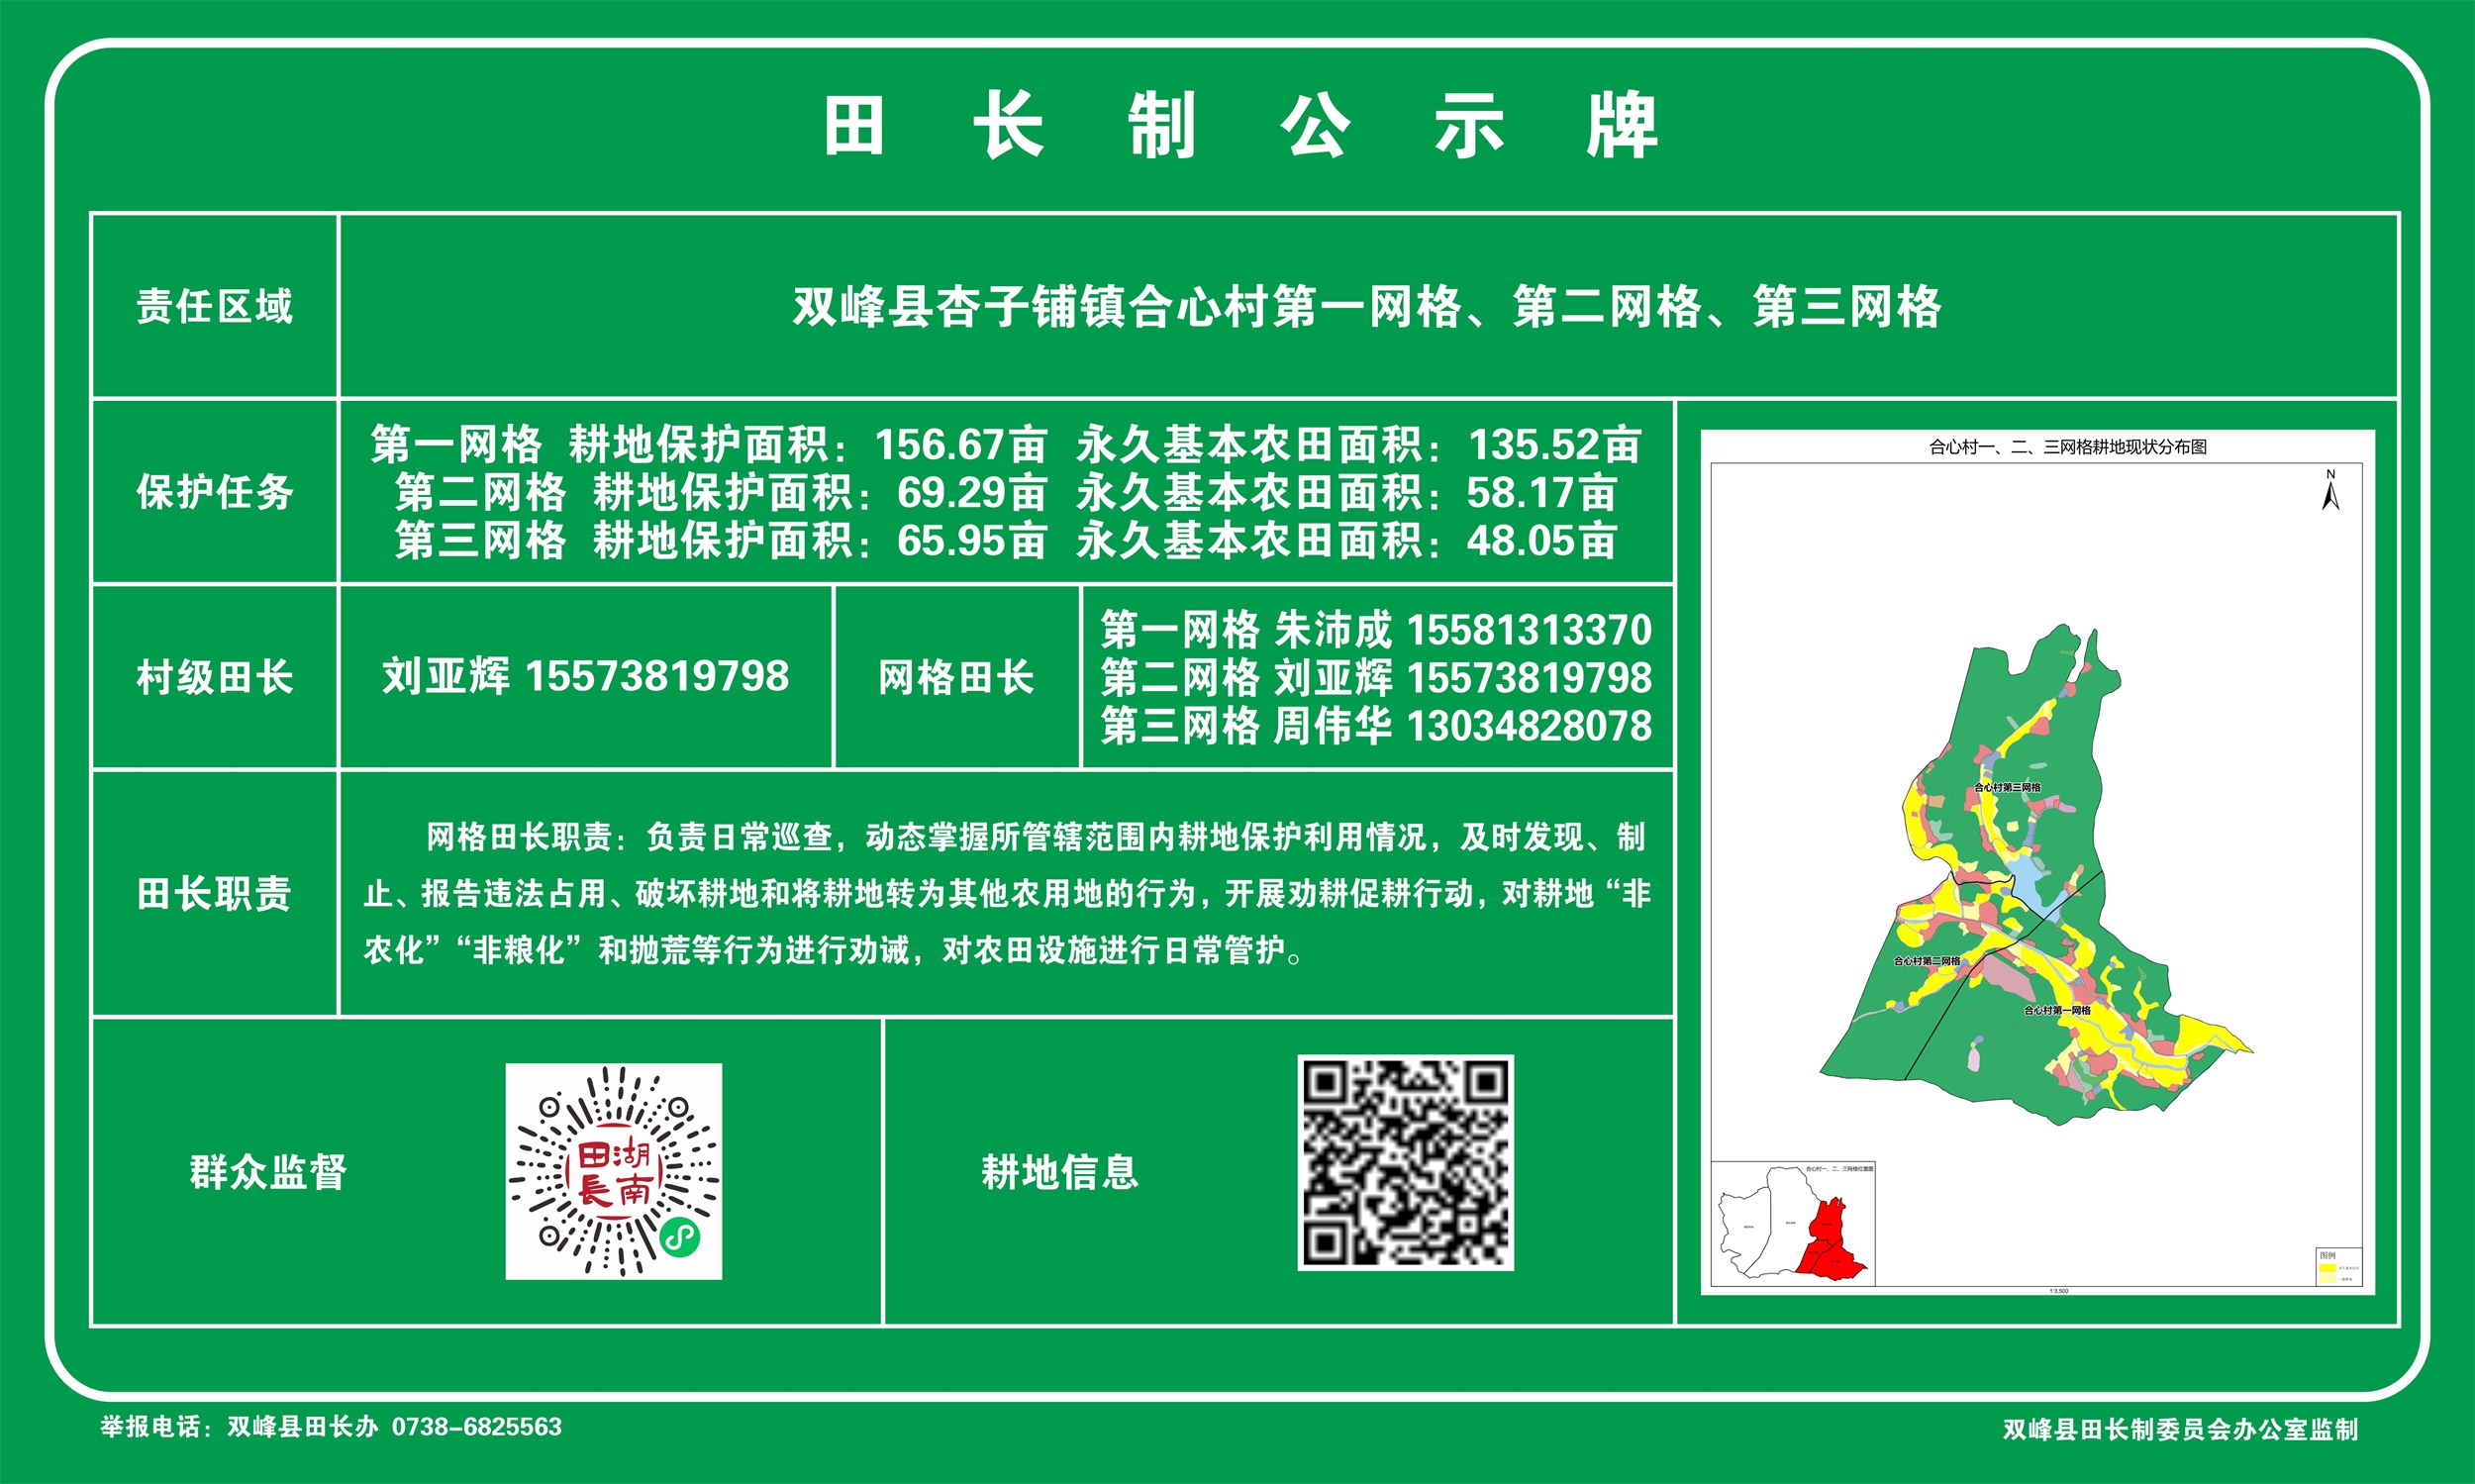 田长制公示牌
责任区域
双峰县杏子铺镇合心村第一网格、第二网格、第三网格
保护任务
第一网格 耕地保护面积：156.67亩 永久基本农田面积：135.52亩
第二网格 耕地保护面积：69.29亩 永久基本农田面积：58.17亩
第三网格 耕地保护面积：65.95亩 永久基本农田面积：48.05亩
村级田长
刘亚辉 15573819798
网格田长
第一网格 朱沛成 15581313370
第二网格 刘亚辉 15573819798
第三网格 周伟华 13034828078
田长职责
网格田长职责：负责日常巡查，动态掌握所管辖范围内耕地保护利用情况，及时发现、制
止、报告违法占用、破坏耕地和将耕地转为其他农用地的行为，开展劝耕促耕行动，对耕地“非
农化”“非粮化”和抛荒等行为进行劝诫，对农田设施进行日常管护。
群众监督
田湖
長南
耕地信息
合心村一、二、三网格耕地现状分布图
N
合心村第三网格
合心村第二网格
合心村第一网格
合心村一、二、三网格位置图
图例
1:3,500
举报电话：双峰县田长办 0738-6825563
双峰县田长制委员会办公室监制